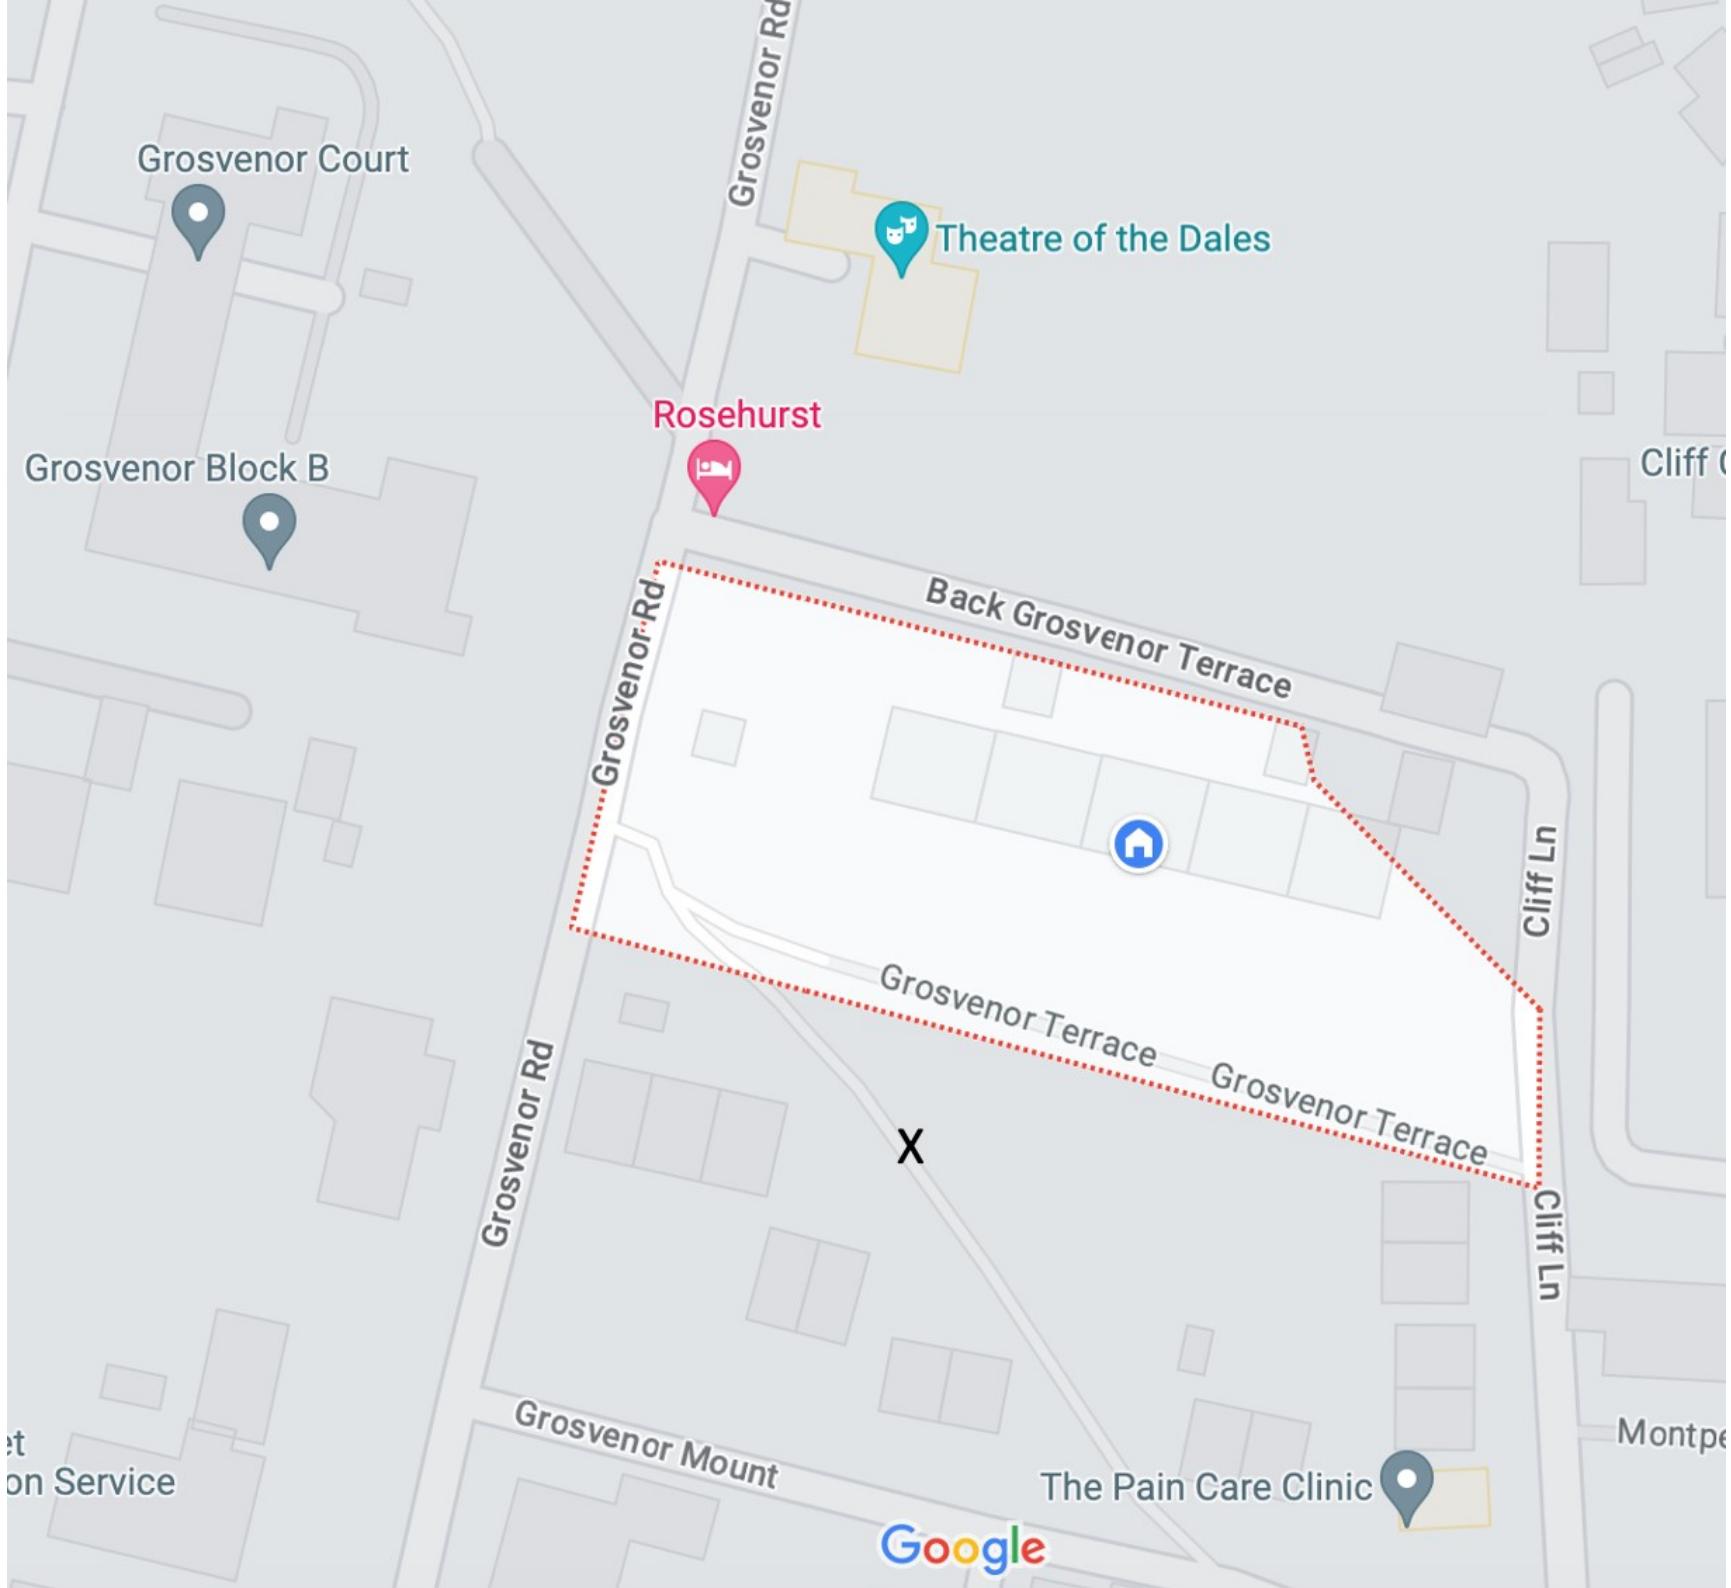 Grosvenor Rd
Grosvenor Court
Theatre of the Dales
Rosehurst
Grosvenor Block B
Cliff
Back Grosvenor Terrace
Grosvenor Rd
Cliff Ln
Grosvenor Terrace
Grosvenor Terrace
Grosvenor Rd
X
Cliff Ln
Grosvenor Mount
Montpe
et
on Service
The Pain Care Clinic
Google